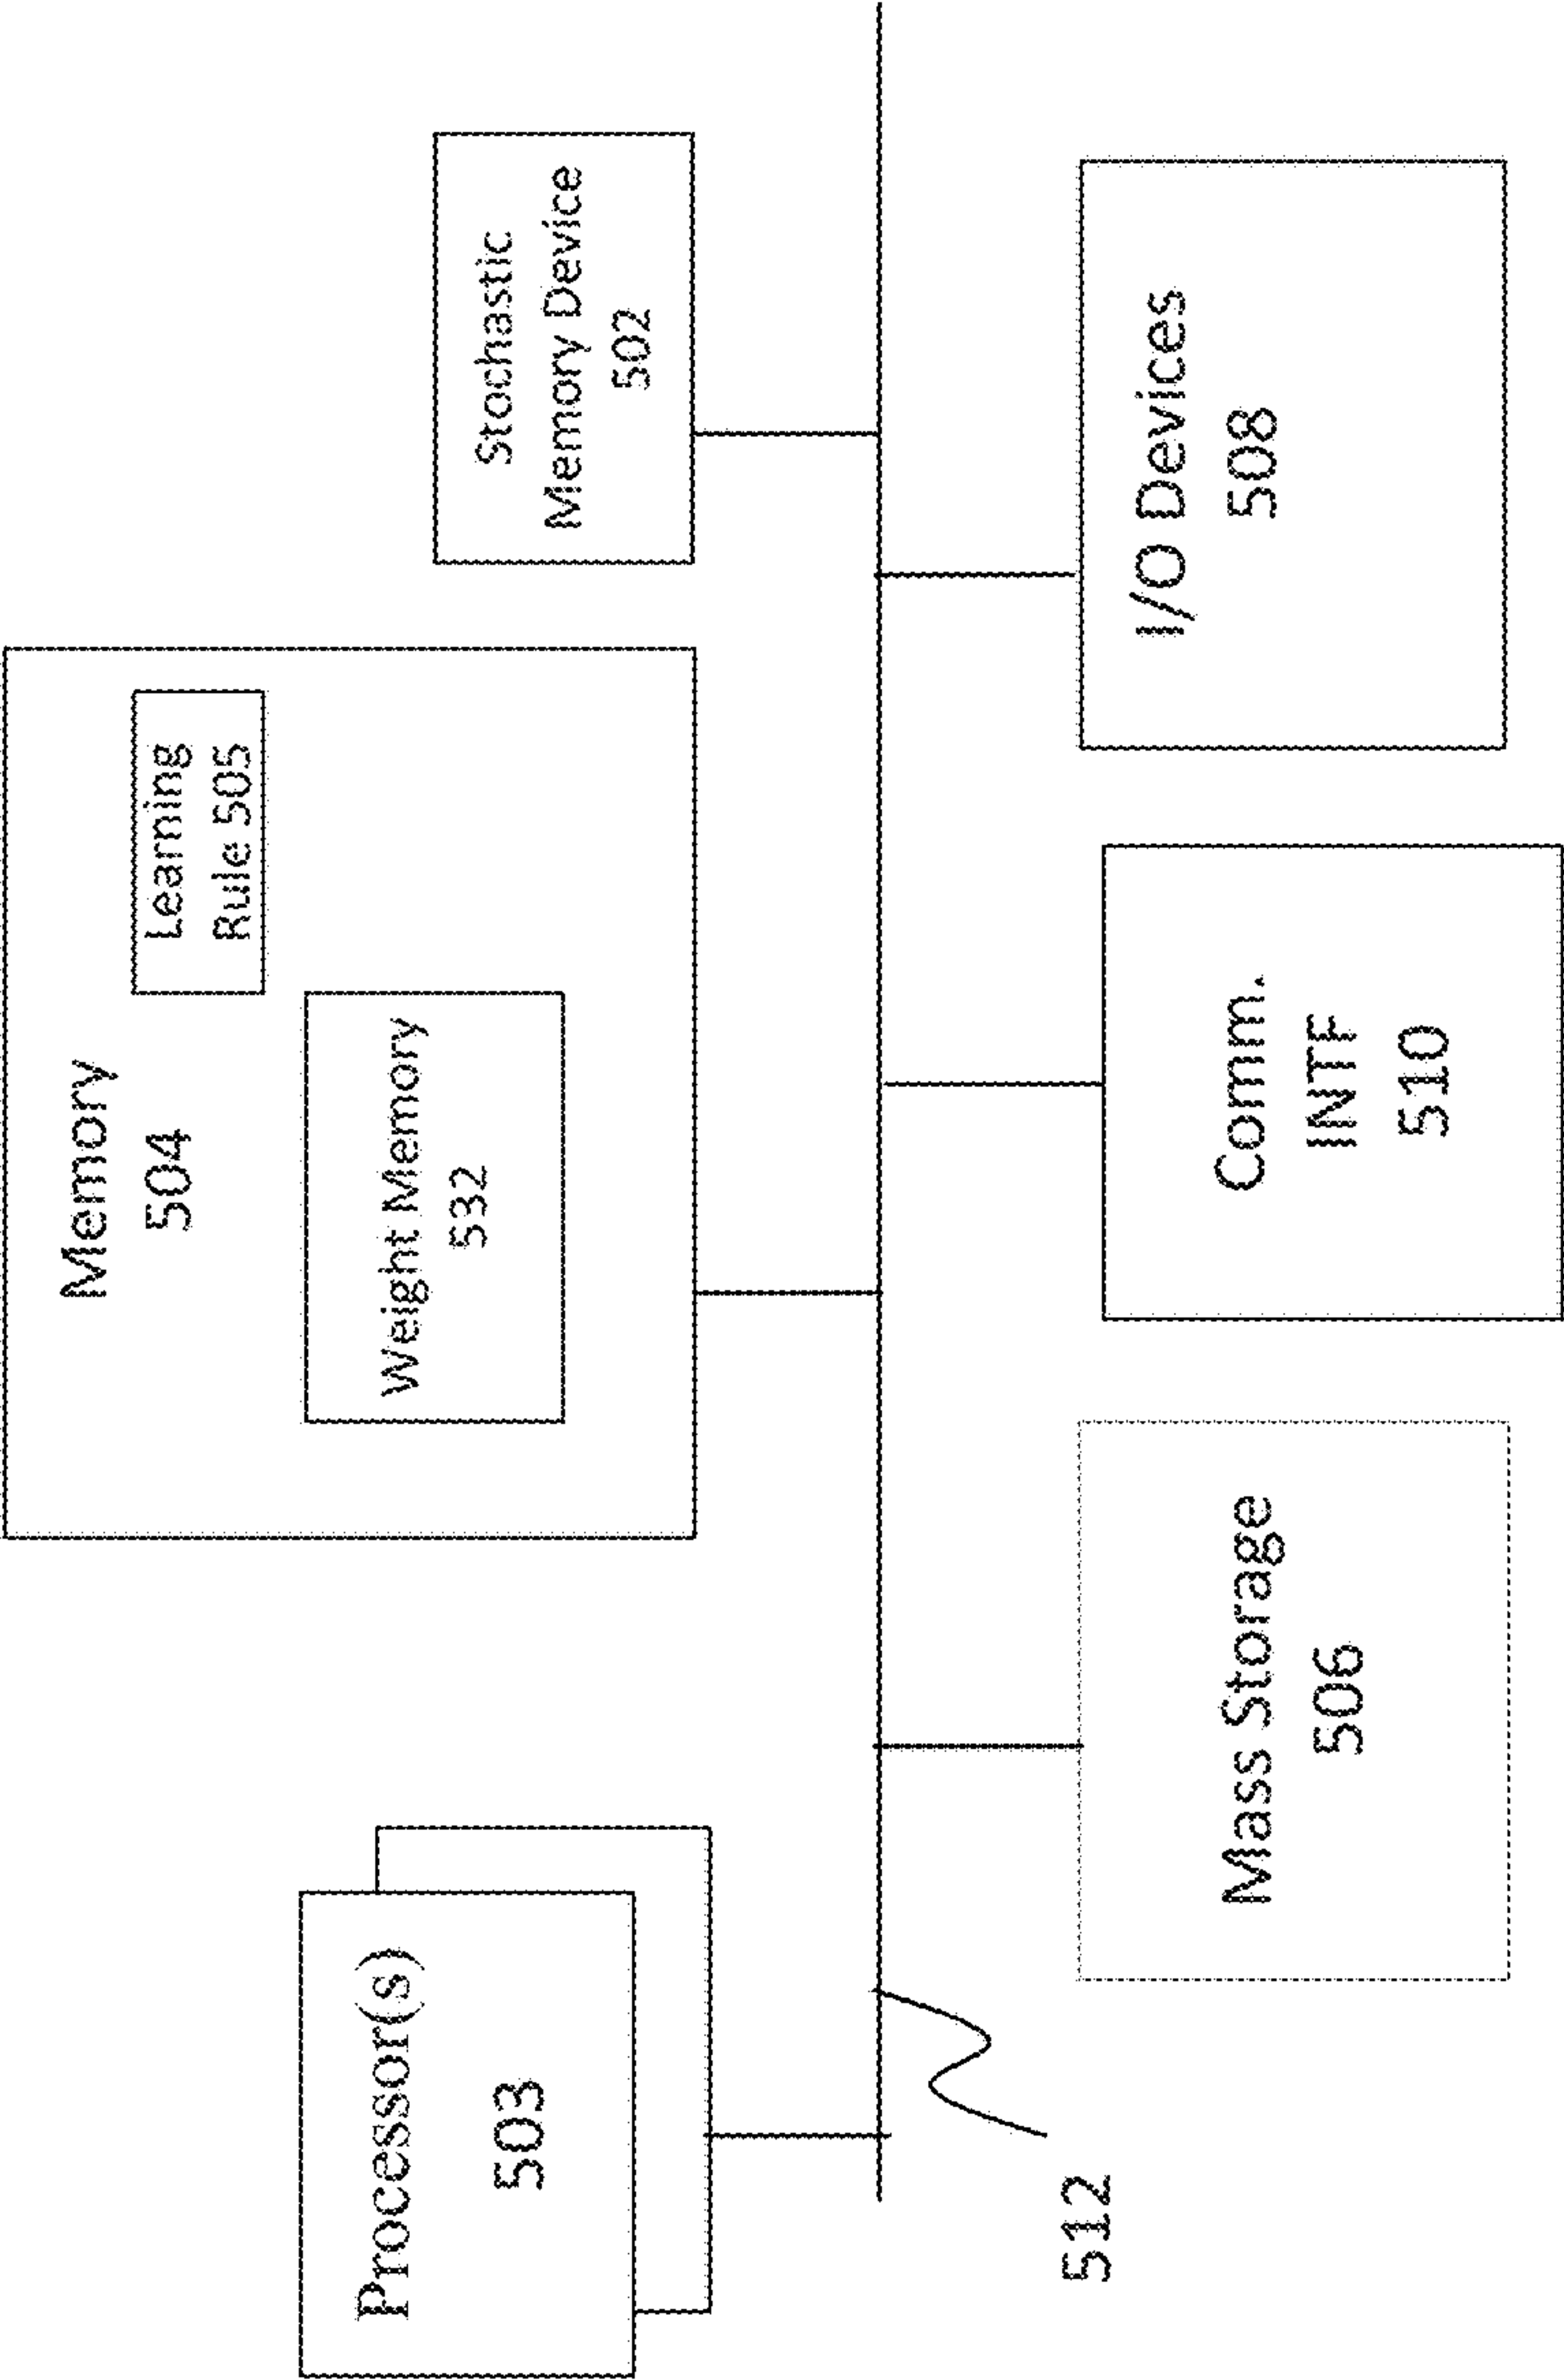 Processor(s)
503
Memory
504
Learning
Rule 505
Weight Memory
532
Stochastic
Memory Device
502
512
Mass Storage
506
Comm.
INTF
510
I/O Devices
508